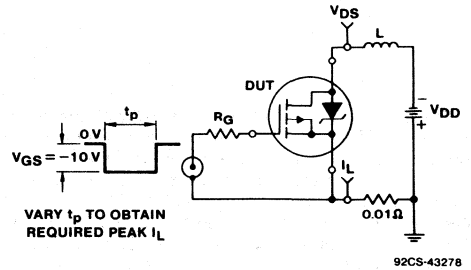 VDS
L
DUT
tp
0 V
RG
VGS = –10 V
−
VDD
+
IL
0.01Ω
VARY tp TO OBTAIN
REQUIRED PEAK IL
92CS-43278